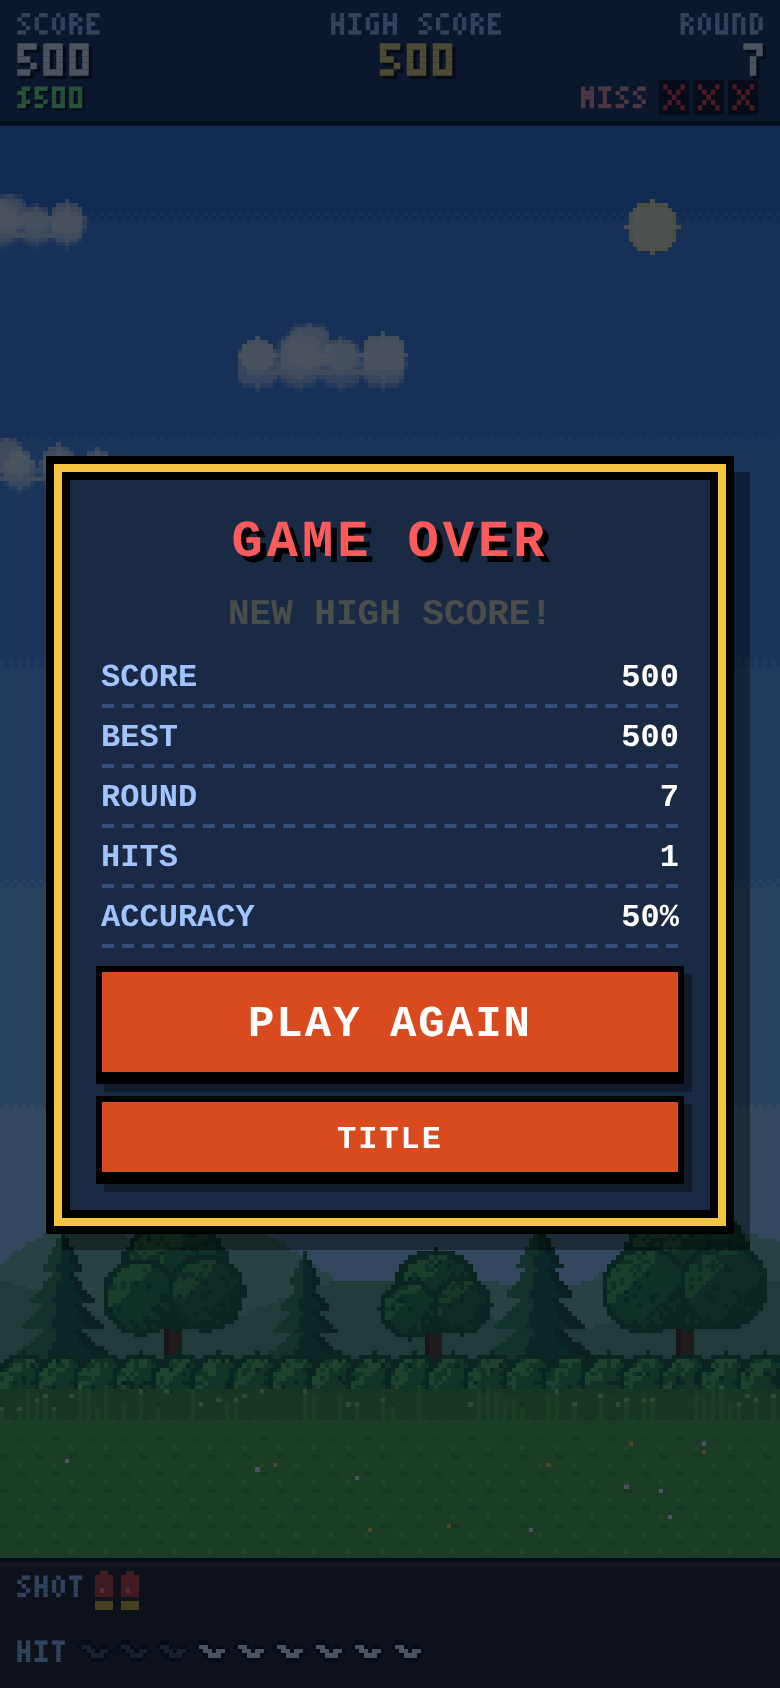 SCORE HIGH SCORE ROUND
500 500 7
$500 MISS X X X
GAME OVER
NEW HIGH SCORE!
SCORE 500
BEST 500
ROUND 7
HITS 1
ACCURACY 50%
PLAY AGAIN
TITLE
SHOT
HIT